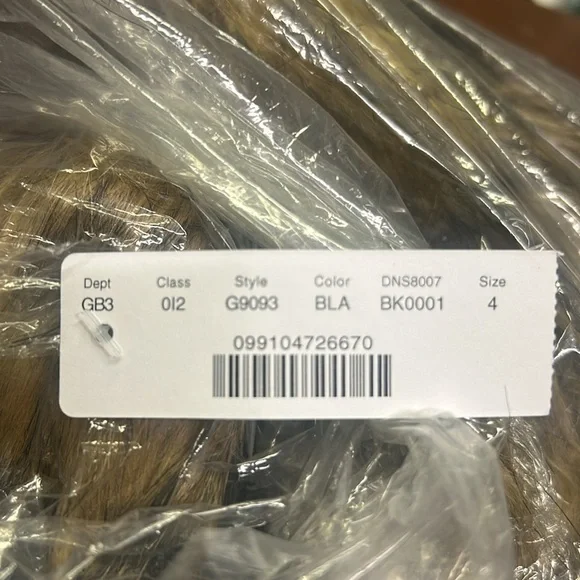 Dept Class Style Color DNS8007 Size
GB3 0I2 G9093 BLA BK0001 4
099104726670